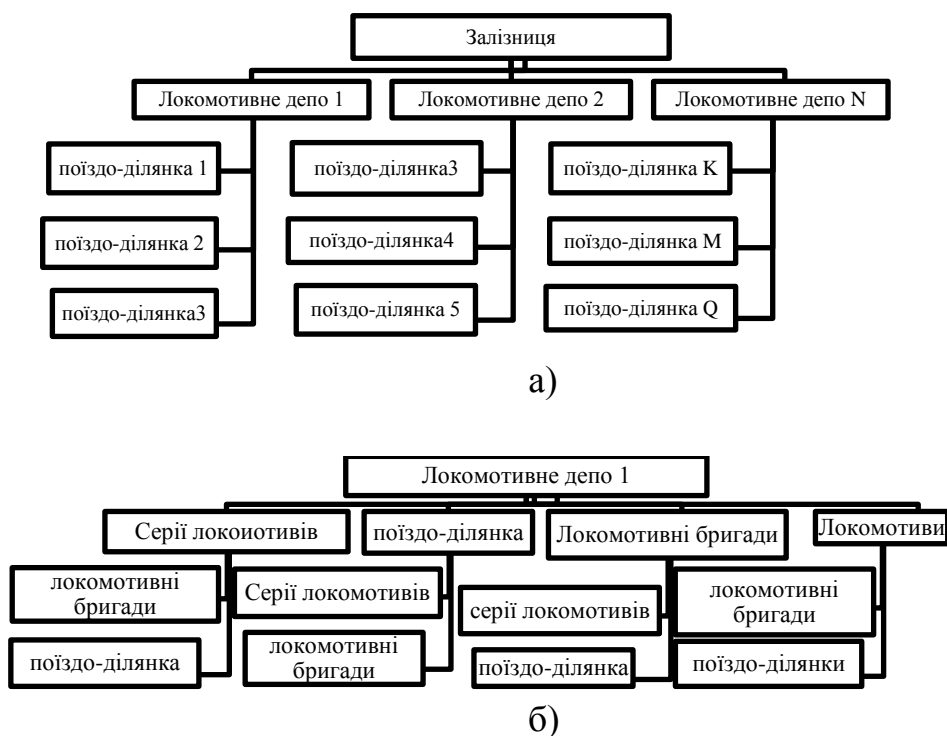 Залізниця
Локомотивне депо 1
Локомотивне депо 2
Локомотивне депо N
поїздо-ділянка 1
поїздо-ділянка3
поїздо-ділянка K
поїздо-ділянка 2
поїздо-ділянка4
поїздо-ділянка M
поїздо-ділянка3
поїздо-ділянка 5
поїздо-ділянка Q
а)
Локомотивне депо 1
Серії локоиотивів
поїздо-ділянка
Локомотивні бригади
Локомотиви
локомотивні
бригади
Серії локомотивів
серії локомотивів
локомотивні
бригади
поїздо-ділянка
локомотивні
бригади
поїздо-ділянка
поїздо-ділянки
б)